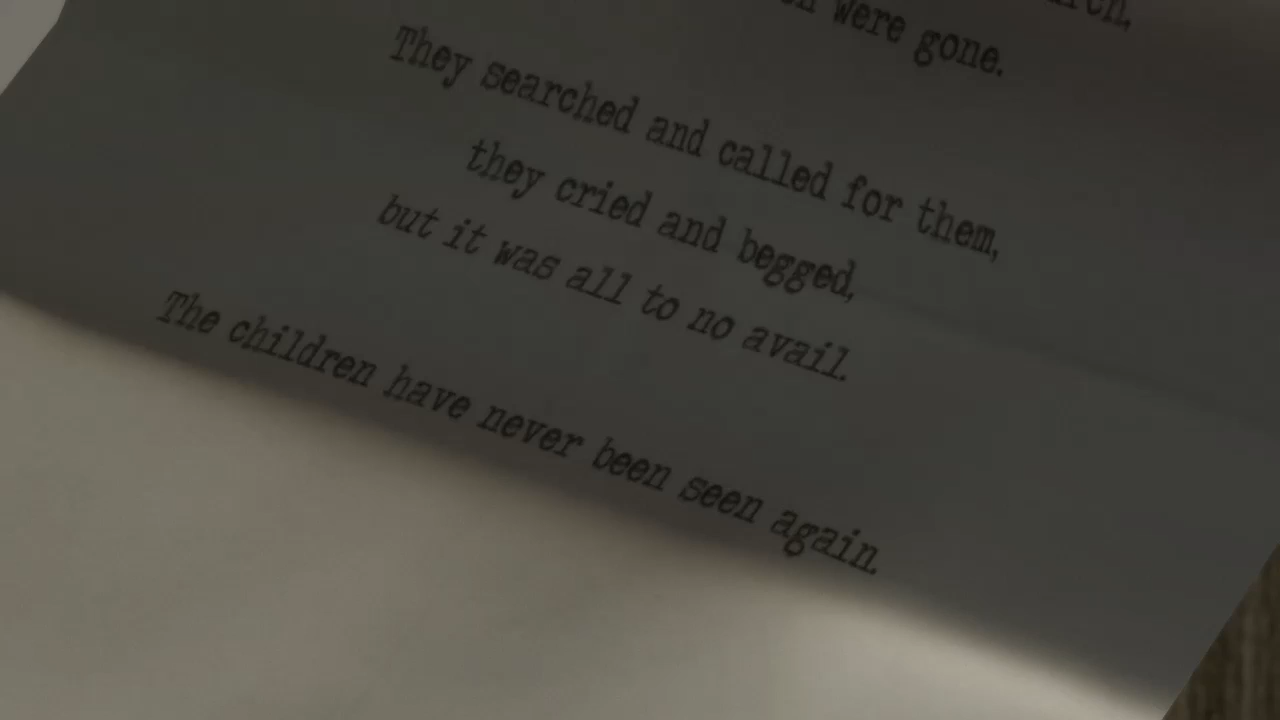 were gone.
They searched and called for them,
they cried and begged,
but it was all to no avail.
The children have never been seen again.